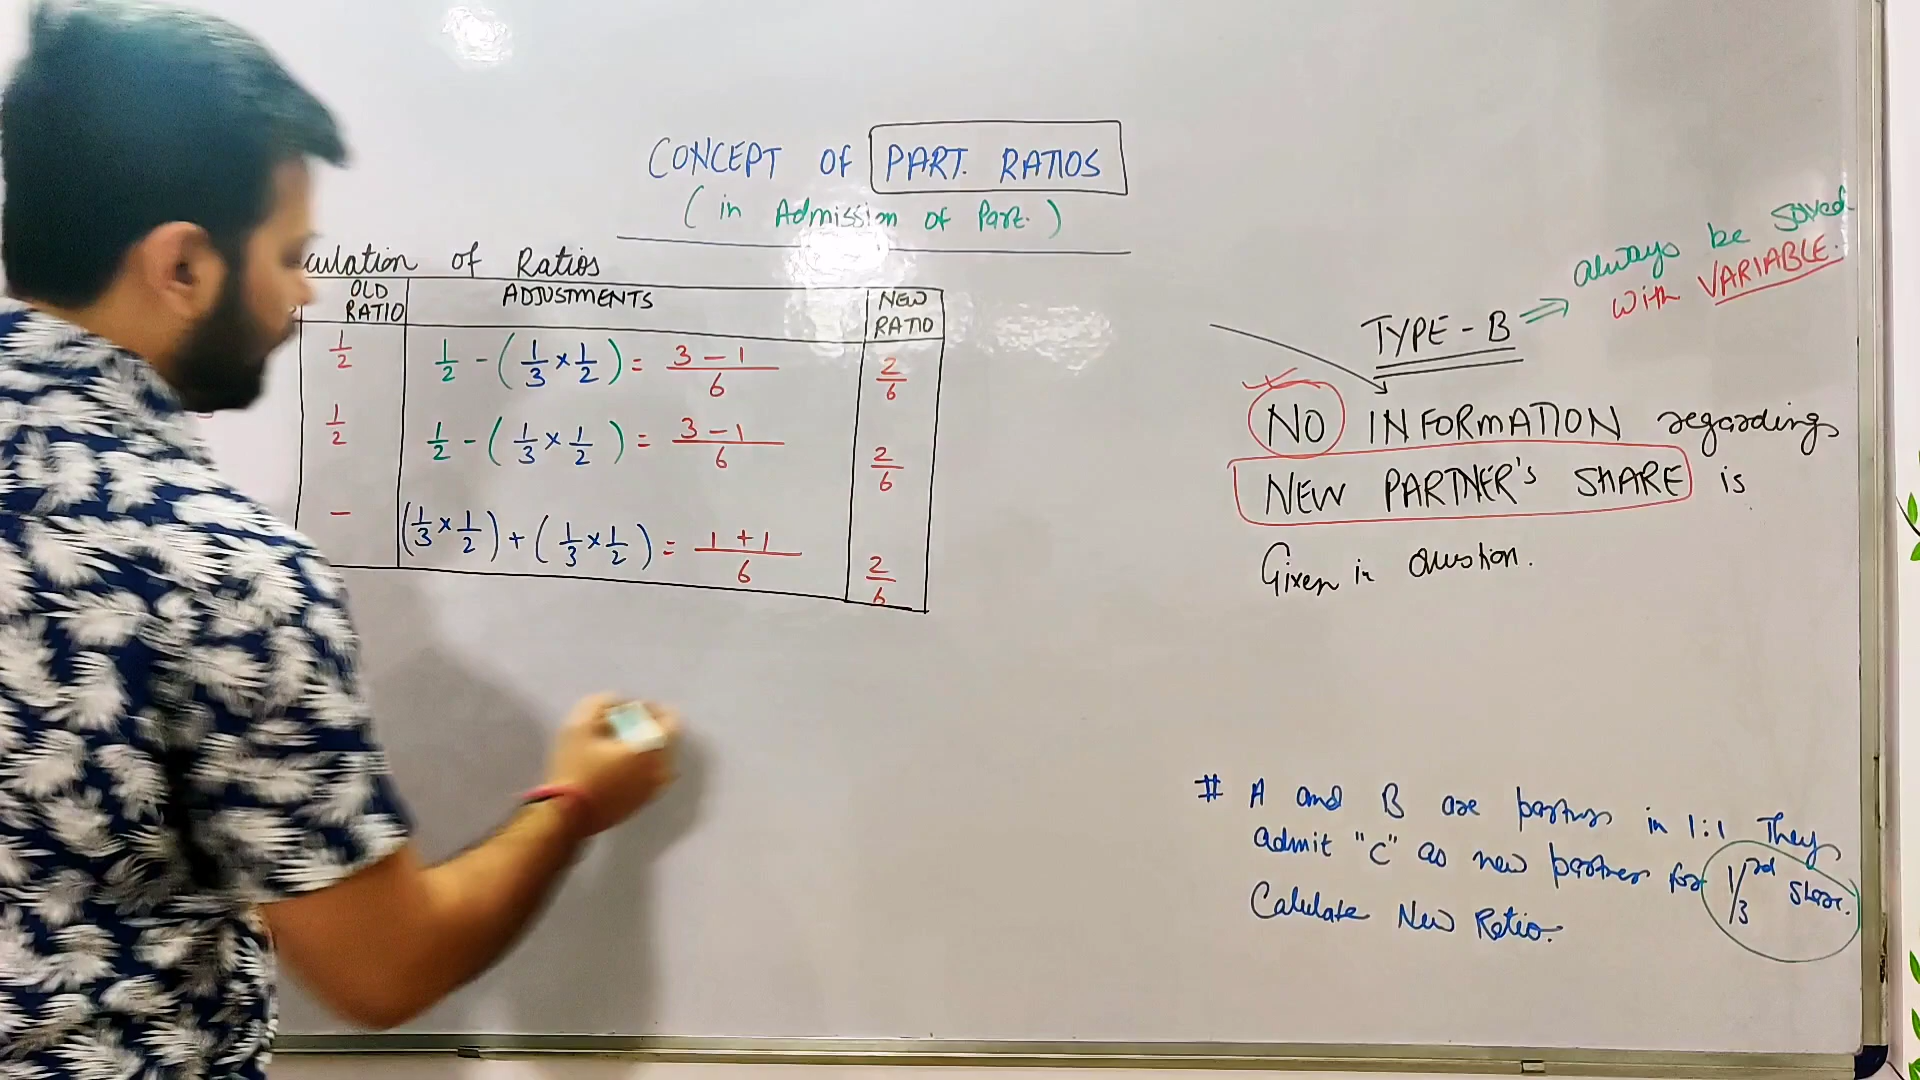 CONCEPT OF PART. RATIOS
(in Admission of Part.)
culation of Ratios
OLD RATIO ADJUSTMENTS NEW RATIO
1/2 1/2 - (1/3 × 1/2) = 3 - 1/6 2/6
1/2 1/2 - (1/3 × 1/2) = 3 - 1/6 2/6
- (1/3 × 1/2) + (1/3 × 1/2) = 1 + 1/6 2/6
TYPE - B ⇒ always be solved
with VARIABLE.
NO INFORMATION regardings
NEW PARTNER'S SHARE is
Given in question.
# A and B are partners in 1:1 They
admit "C" as new partner for 1/3rd share.
Calculate New Ratio.